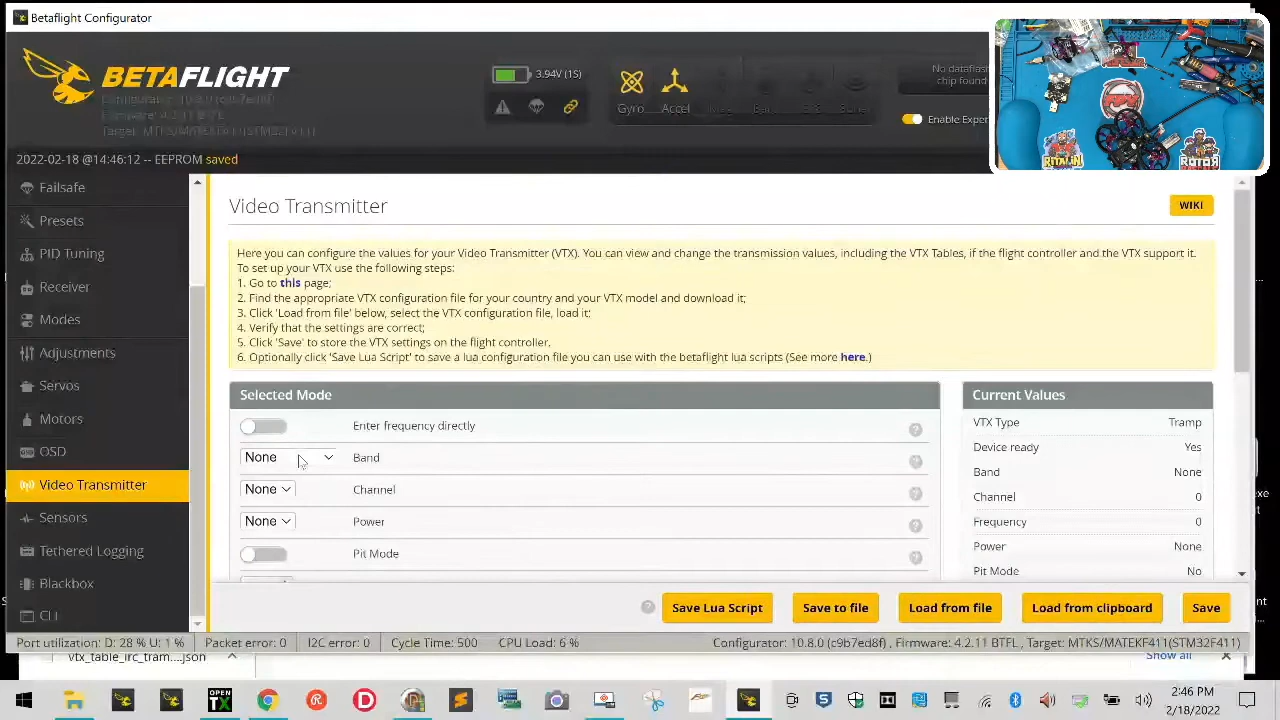 Betaflight Configurator
BETAFLIGHT
3.94V (1S)
Gyro
Accel
No dataflash
chip found
Enable Exper
2022-02-18 @14:46:12 -- EEPROM saved
Failsafe
Presets
PID Tuning
Receiver
Modes
Adjustments
Servos
Motors
OSD
Video Transmitter
Sensors
Tethered Logging
Blackbox
CLI
Video Transmitter
WIKI
Here you can configure the values for your Video Transmitter (VTX). You can view and change the transmission values, including the VTX Tables, if the flight controller and the VTX support it.
To set up your VTX use the following steps:
1. Go to this page;
2. Find the appropriate VTX configuration file for your country and your VTX model and download it;
3. Click 'Load from file' below, select the VTX configuration file, load it;
4. Verify that the settings are correct;
5. Click 'Save' to store the VTX settings on the flight controller.
6. Optionally click 'Save Lua Script' to save a lua configuration file you can use with the betaflight lua scripts (See more here.)
Selected Mode
Enter frequency directly
None Band
None Channel
None Power
Pit Mode
Current Values
VTX Type Tramp
Device ready Yes
Band None
Channel 0
Frequency 0
Power None
Pit Mode No
Save Lua Script
Save to file
Load from file
Load from clipboard
Save
Port utilization: D: 28 % U: 1 %
Packet error: 0
I2C error: 0
Cycle Time: 500
CPU Load: 6 %
Configurator: 10.8.0 (c9b7ed8f) , Firmware: 4.2.11 BTFL , Target: MTKS/MATEKF411(STM32F411)
vtx_table_irc_tram....json
Show all
OPEN
TX
2:46 PM
2/18/2022
RITALIN
ROTOR